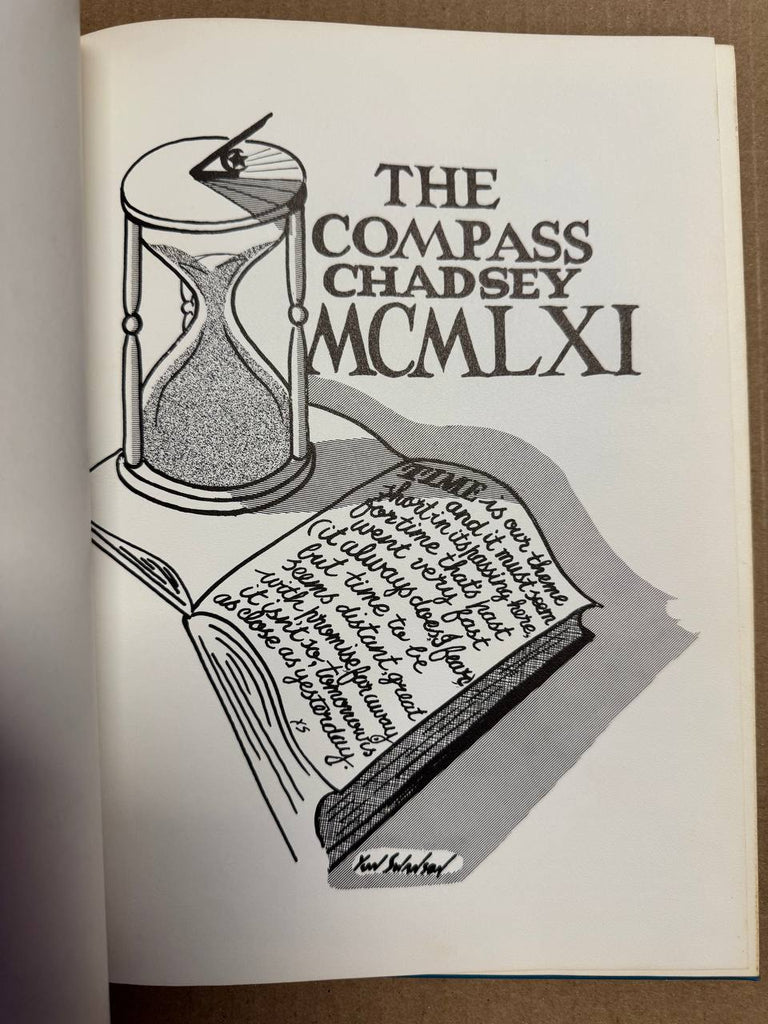 THE
COMPASS
CHADSEY
MCMLXI
TIME is our theme
and it must seem
short in its passing here,
for time that's past
went very fast
(it always does, I fear)
but time to be
seems distant, great
with promise far away
it isn't so, tomorrow is
as close as yesterday.